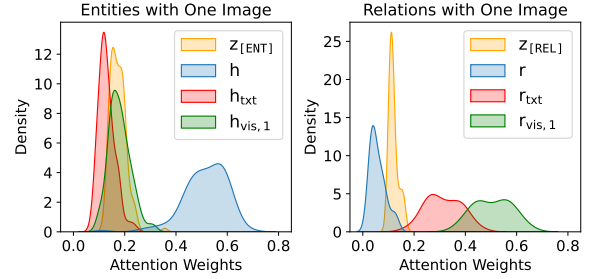 Entities with One Image
Density
0
2
4
6
8
10
12
0.0 0.2 0.4 0.6 0.8
Attention Weights
z[ENT]
h
htxt
hvis, 1
Relations with One Image
Density
0
5
10
15
20
25
0.0 0.2 0.4 0.6 0.8
Attention Weights
z[REL]
r
rtxt
rvis, 1